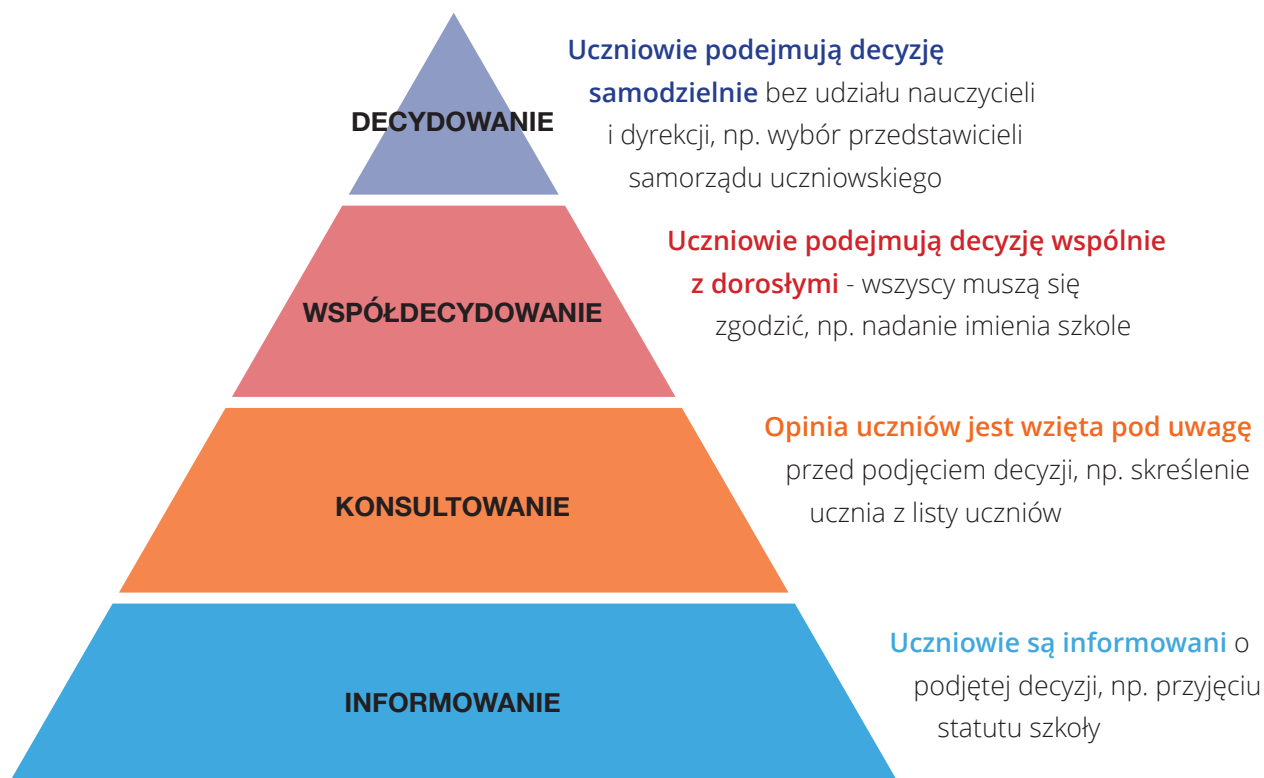 DECYDOWANIE
Uczniowie podejmują decyzję
samodzielnie bez udziału nauczycieli
i dyrekcji, np. wybór przedstawicieli
samorządu uczniowskiego
WSPÓŁDECYDOWANIE
Uczniowie podejmują decyzję wspólnie
z dorosłymi - wszyscy muszą się
zgodzić, np. nadanie imienia szkole
KONSULTOWANIE
Opinia uczniów jest wzięta pod uwagę
przed podjęciem decyzji, np. skreślenie
ucznia z listy uczniów
INFORMOWANIE
Uczniowie są informowani o
podjętej decyzji, np. przyjęciu
statutu szkoły